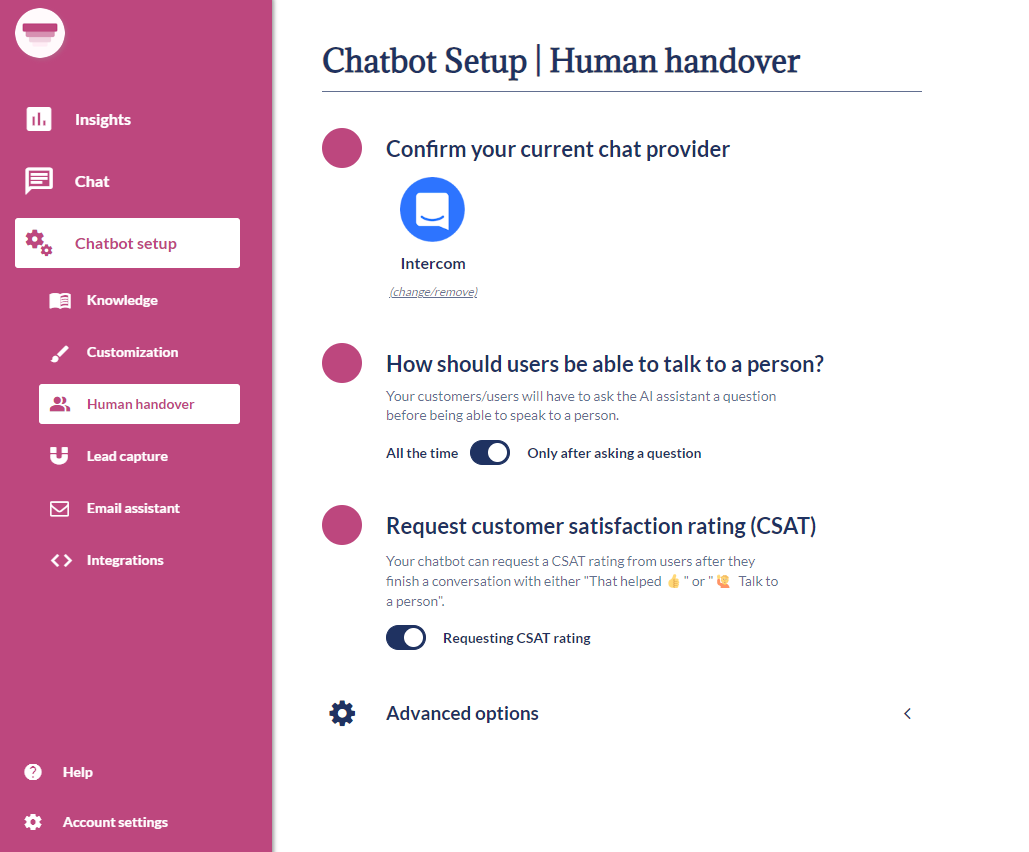 Insights
Chat
Chatbot setup
Knowledge
Customization
Human handover
Lead capture
Email assistant
Integrations
Help
Account settings
Chatbot Setup | Human handover
Confirm your current chat provider
Intercom
(change/remove)
How should users be able to talk to a person?
Your customers/users will have to ask the AI assistant a question
before being able to speak to a person.
All the time Only after asking a question
Request customer satisfaction rating (CSAT)
Your chatbot can request a CSAT rating from users after they
finish a conversation with either "That helped 👍" or "🙋 Talk to
a person".
Requesting CSAT rating
Advanced options